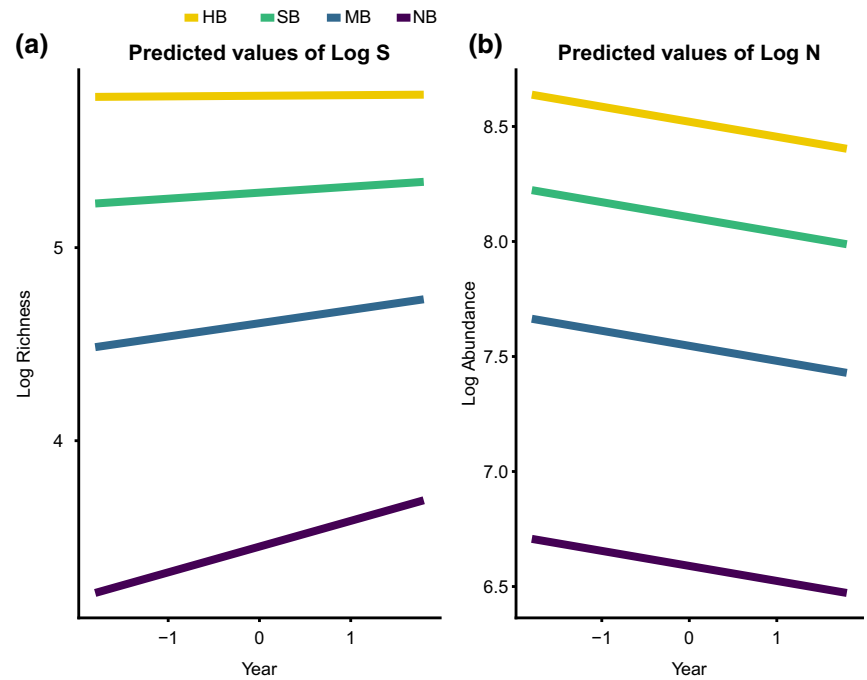 HB SB MB NB
(a) Predicted values of Log S
Log Richness
5
4
−1 0 1
Year
(b) Predicted values of Log N
Log Abundance
8.5
8.0
7.5
7.0
6.5
−1 0 1
Year